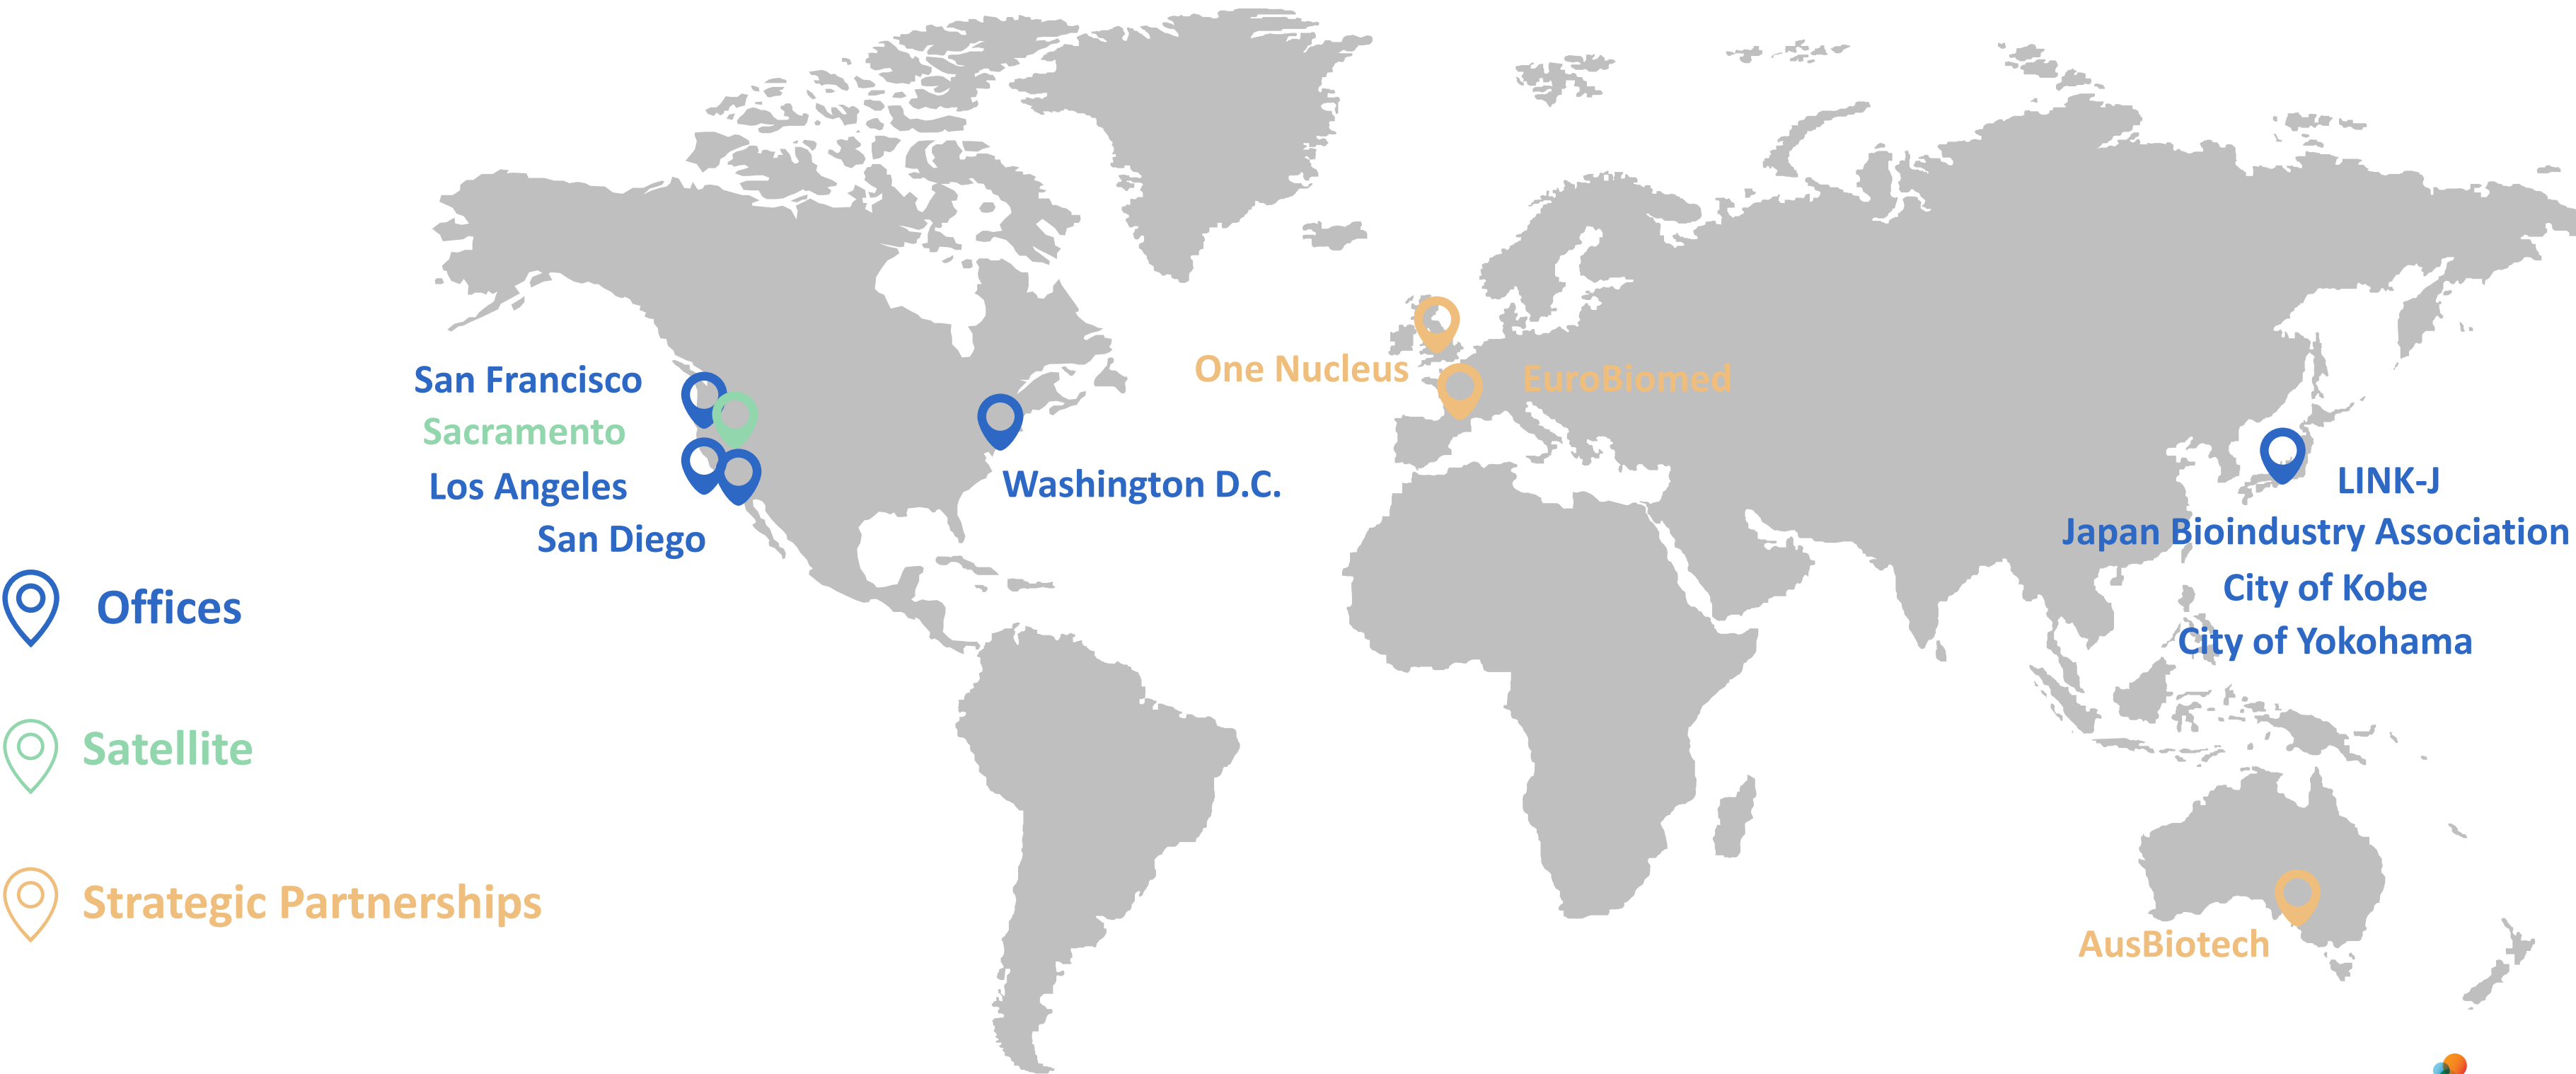 San Francisco
Sacramento
Los Angeles
San Diego
Washington D.C.
One Nucleus
EuroBiomed
LINK-J
Japan Bioindustry Association
City of Kobe
City of Yokohama
AusBiotech
Offices
Satellite
Strategic Partnerships